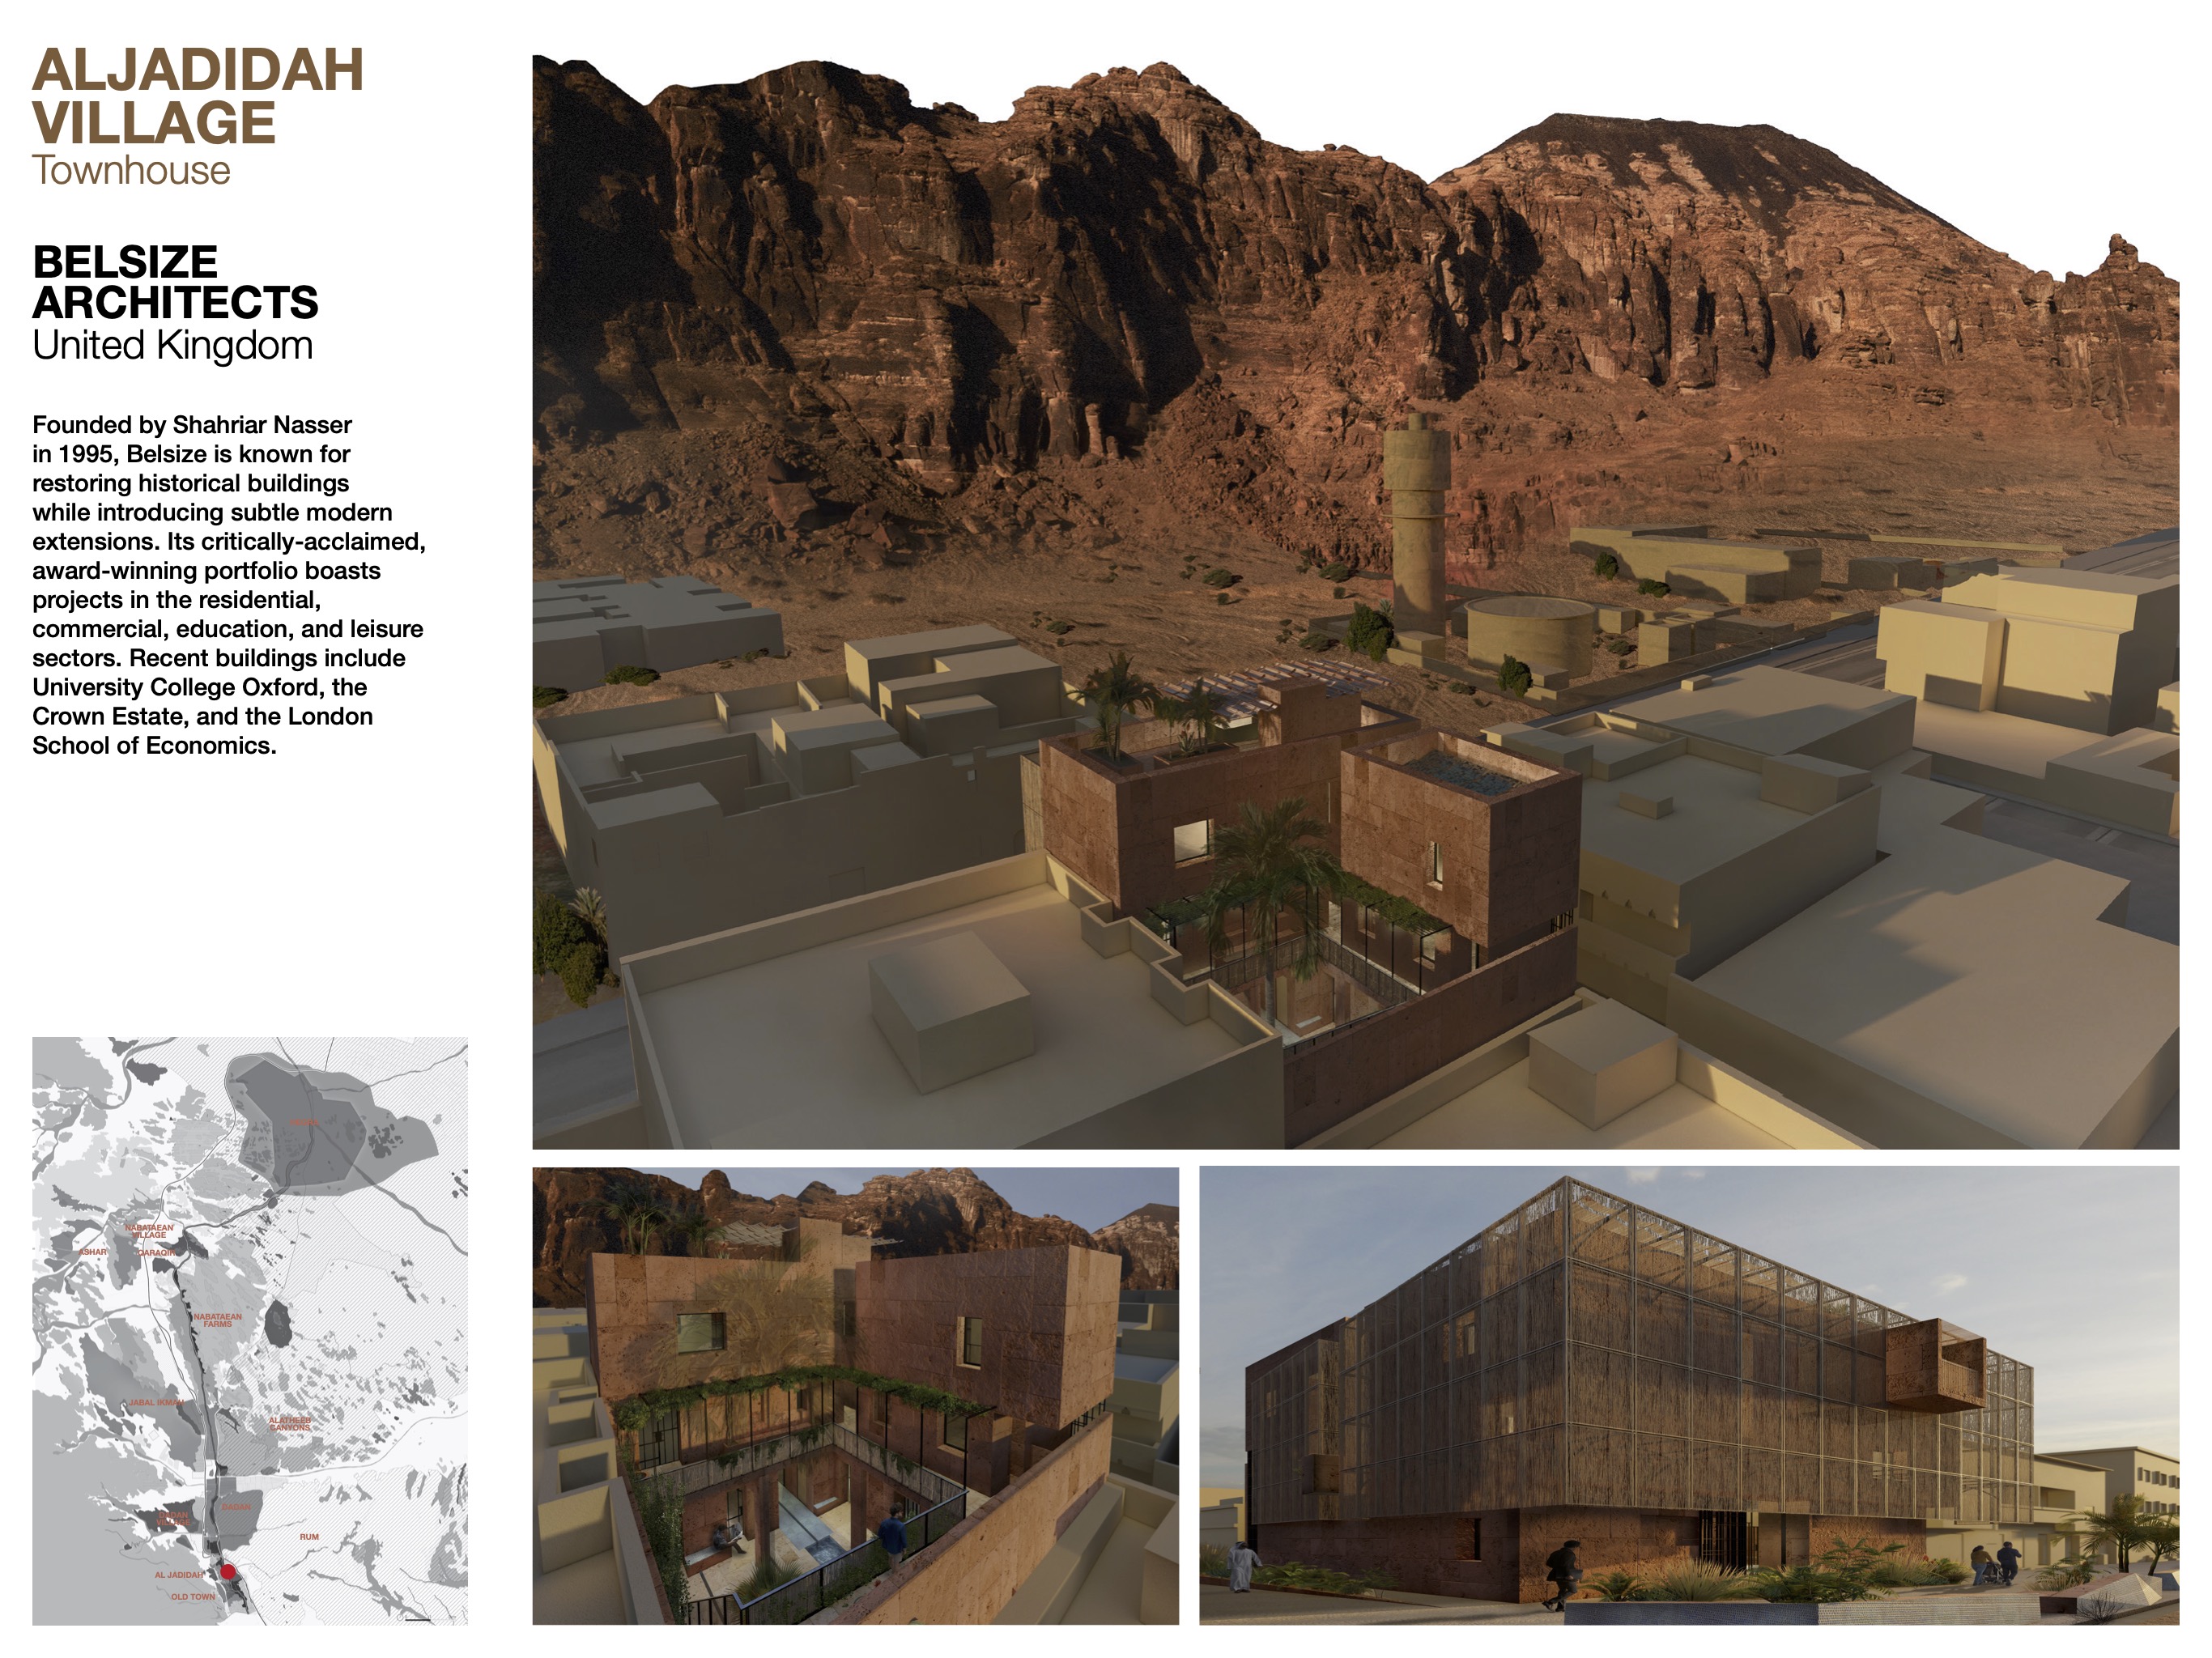 ALJADIDAH
VILLAGE
Townhouse
BELSIZE
ARCHITECTS
United Kingdom
Founded by Shahriar Nasser
in 1995, Belsize is known for
restoring historical buildings
while introducing subtle modern
extensions. Its critically-acclaimed,
award-winning portfolio boasts
projects in the residential,
commercial, education, and leisure
sectors. Recent buildings include
University College Oxford, the
Crown Estate, and the London
School of Economics.
NABATAEAN
VILLAGE
ASHAR
QARAQIR
NABATAEAN
FARMS
JABAL IKMAH
ALATHEEB
CANYONS
DADAN
RUM
AL JADIDAH
OLD TOWN